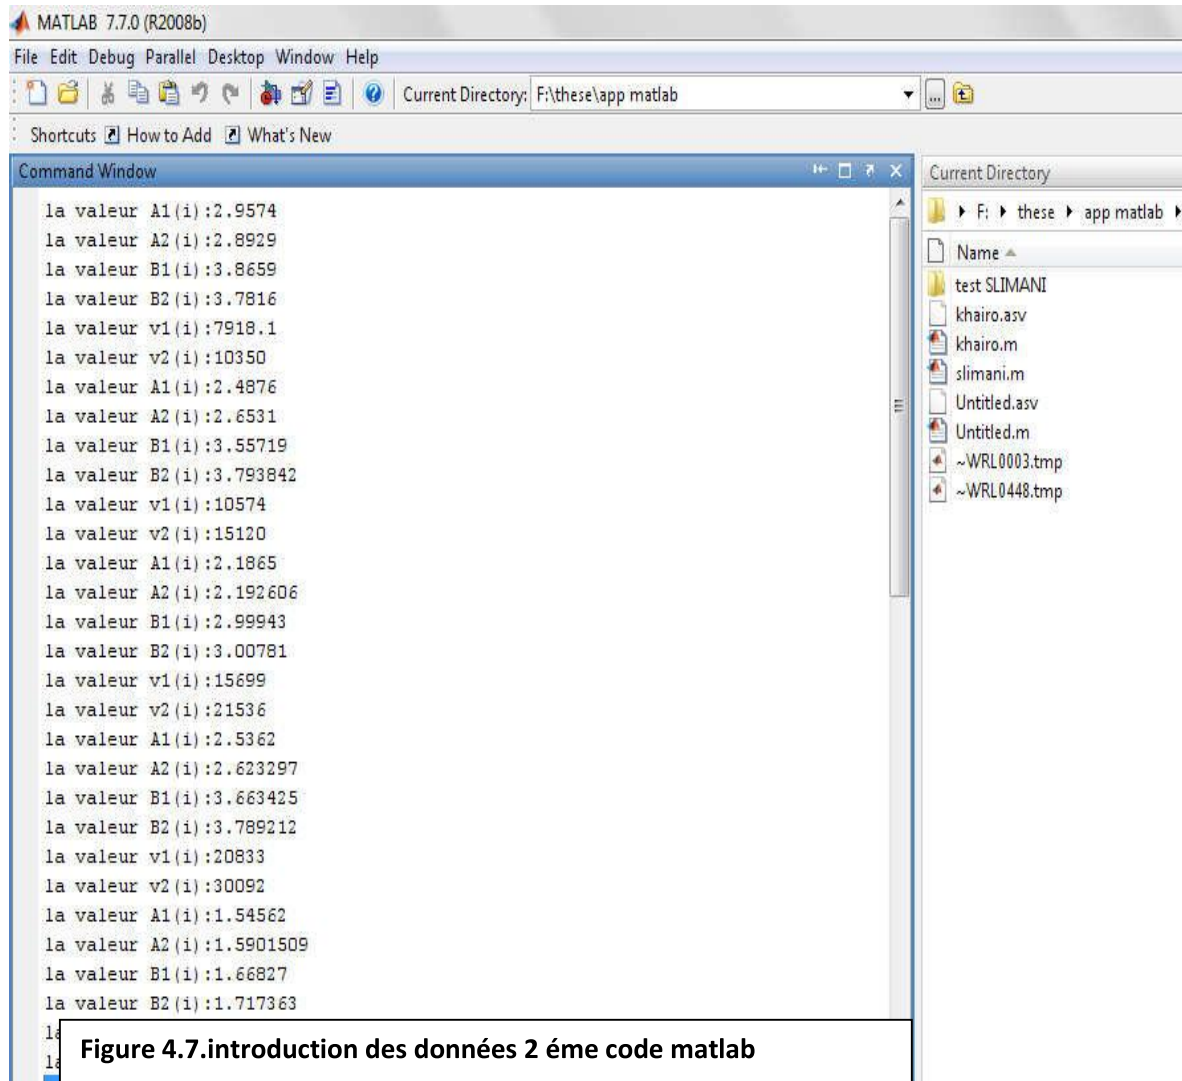 MATLAB 7.7.0 (R2008b)
File Edit Debug Parallel Desktop Window Help
Current Directory: F:\these\app matlab
...
Shortcuts How to Add What's New
Command Window
la valeur A1(i):2.9574
la valeur A2(i):2.8929
la valeur B1(i):3.8659
la valeur B2(i):3.7816
la valeur v1(i):7918.1
la valeur v2(i):10350
la valeur A1(i):2.4876
la valeur A2(i):2.6531
la valeur B1(i):3.55719
la valeur B2(i):3.793842
la valeur v1(i):10574
la valeur v2(i):15120
la valeur A1(i):2.1865
la valeur A2(i):2.192606
la valeur B1(i):2.99943
la valeur B2(i):3.00781
la valeur v1(i):15699
la valeur v2(i):21536
la valeur A1(i):2.5362
la valeur A2(i):2.623297
la valeur B1(i):3.663425
la valeur B2(i):3.789212
la valeur v1(i):20833
la valeur v2(i):30092
la valeur A1(i):1.54562
la valeur A2(i):1.5901509
la valeur B1(i):1.66827
la valeur B2(i):1.717363
la
la
Figure 4.7.introduction des données 2 éme code matlab
Current Directory
F: these app matlab
Name
test SLIMANI
khairo.asv
khairo.m
slimani.m
Untitled.asv
Untitled.m
~WRL0003.tmp
~WRL0448.tmp